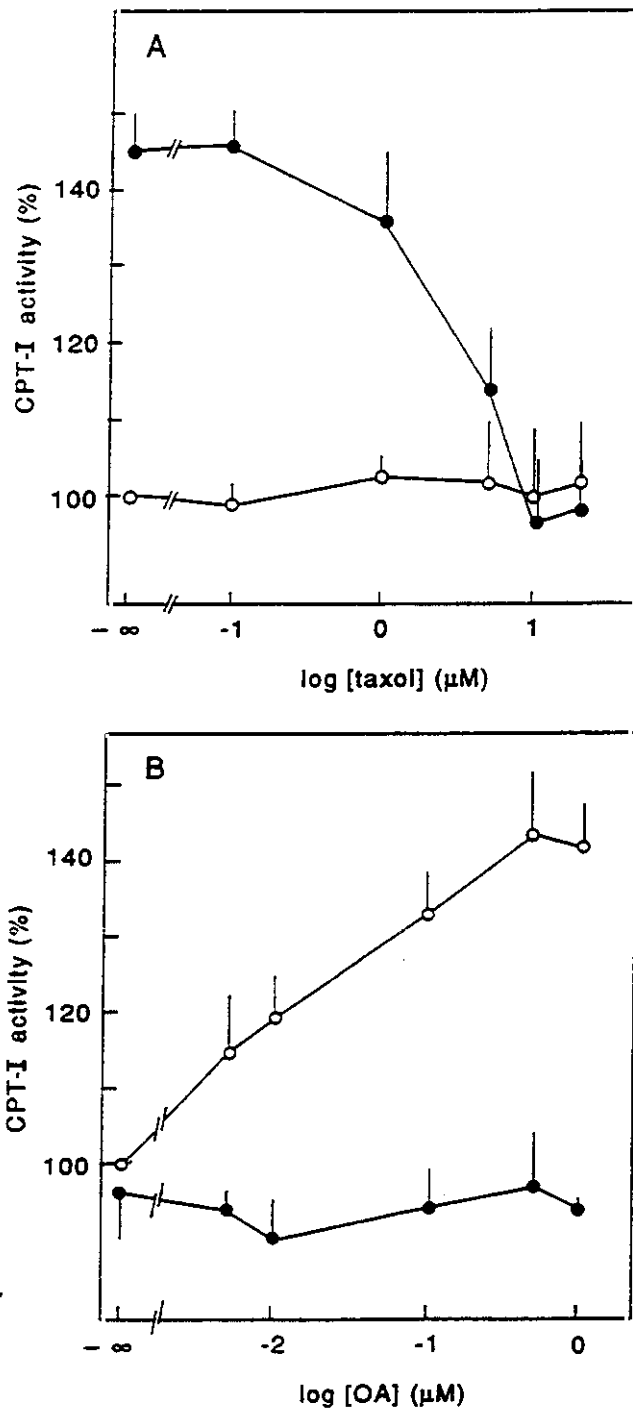 A
CPT-I activity (%)
140
120
100
- ∞
-1
0
1
log [taxol] (μM)
B
CPT-I activity (%)
140
120
100
- ∞
-2
-1
0
log [OA] (μM)